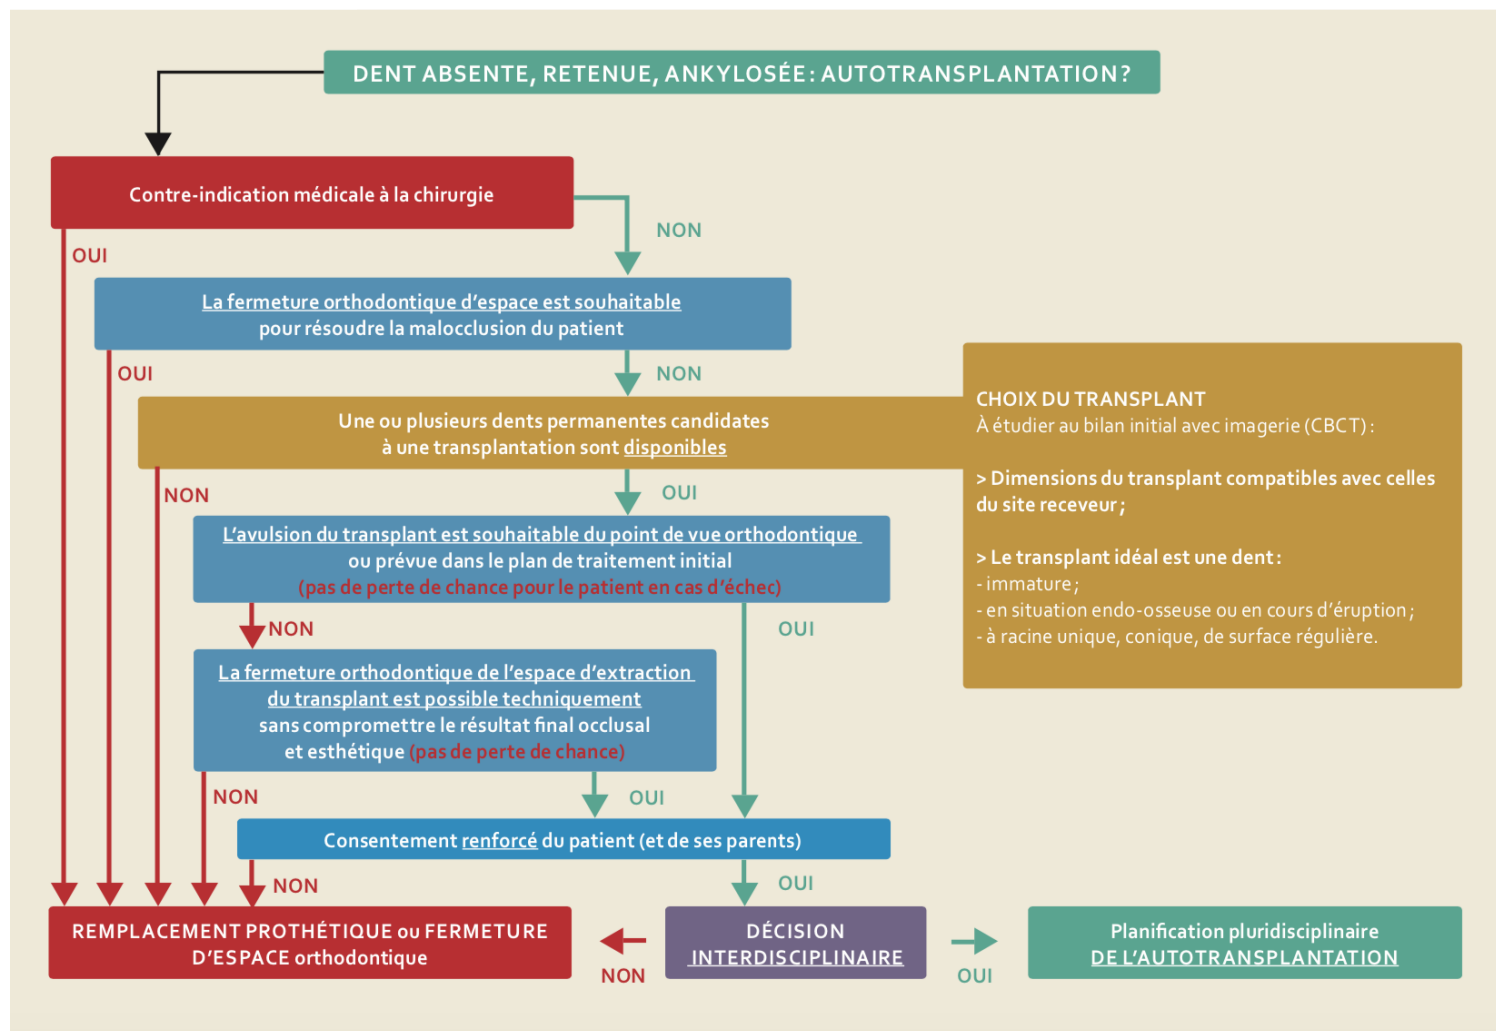 DENT ABSENTE, RETENUE, ANKYLOSÉE : AUTOTRANSPLANTATION ?
Contre-indication médicale à la chirurgie
NON
OUI
La fermeture orthodontique d’espace est souhaitable
pour résoudre la malocclusion du patient
OUI
NON
Une ou plusieurs dents permanentes candidates
à une transplantation sont disponibles
CHOIX DU TRANSPLANT
À étudier au bilan initial avec imagerie (CBCT) :
> Dimensions du transplant compatibles avec celles
du site receveur ;
> Le transplant idéal est une dent :
- immature ;
- en situation endo-osseuse ou en cours d’éruption ;
- à racine unique, conique, de surface régulière.
NON
OUI
L’avulsion du transplant est souhaitable du point de vue orthodontique
ou prévue dans le plan de traitement initial
(pas de perte de chance pour le patient en cas d’échec)
NON
OUI
La fermeture orthodontique de l’espace d’extraction
du transplant est possible techniquement
sans compromettre le résultat final occlusal
et esthétique (pas de perte de chance)
NON
OUI
Consentement renforcé du patient (et de ses parents)
NON
OUI
REMPLACEMENT PROTHÉTIQUE ou FERMETURE
D’ESPACE orthodontique
NON
DÉCISION
INTERDISCIPLINAIRE
OUI
Planification pluridisciplinaire
DE L’AUTOTRANSPLANTATION